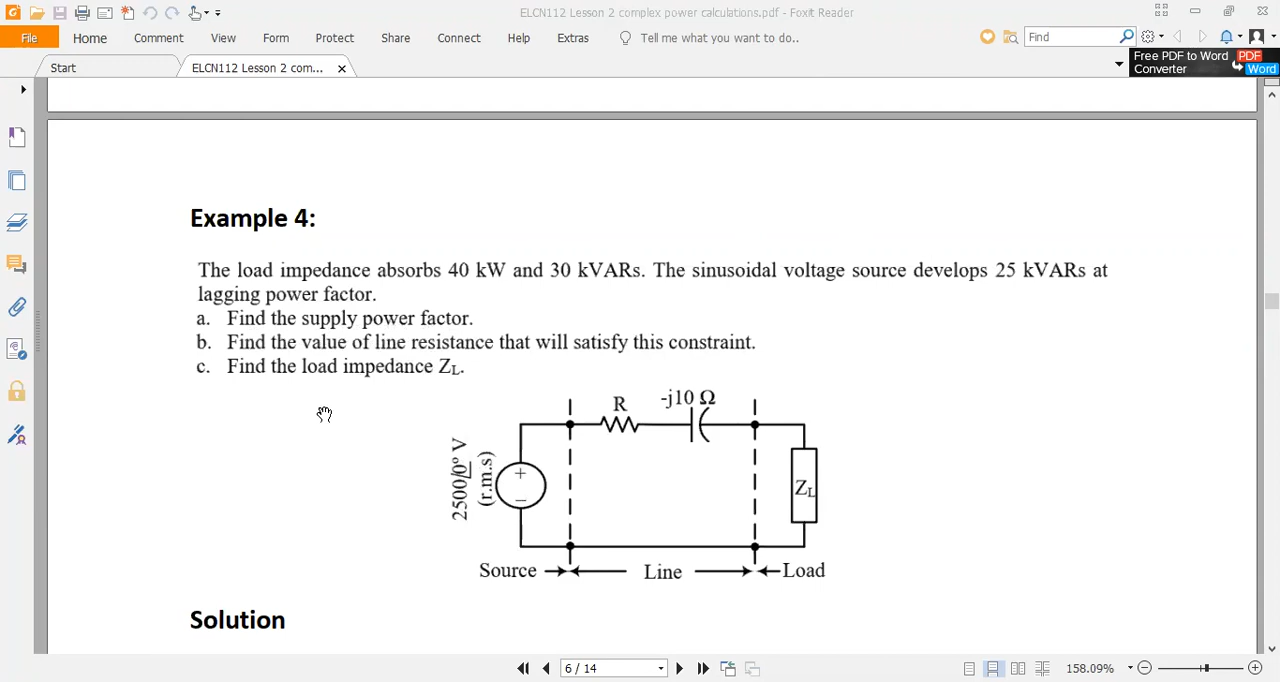 ELCN112 Lesson 2 complex power calculations.pdf - Foxit Reader
File Home Comment View Form Protect Share Connect Help Extras Tell me what you want to do.. Find
Start ELCN112 Lesson 2 com...
Free PDF to Word
Converter
PDF
Word
Example 4:
The load impedance absorbs 40 kW and 30 kVARs. The sinusoidal voltage source develops 25 kVARs at
lagging power factor.
a. Find the supply power factor.
b. Find the value of line resistance that will satisfy this constraint.
c. Find the load impedance ZL.
R
-j10 Ω
2500/0° V
(r.m.s)
+
−
ZL
Source
Line
Load
Solution
6 / 14
158.09%